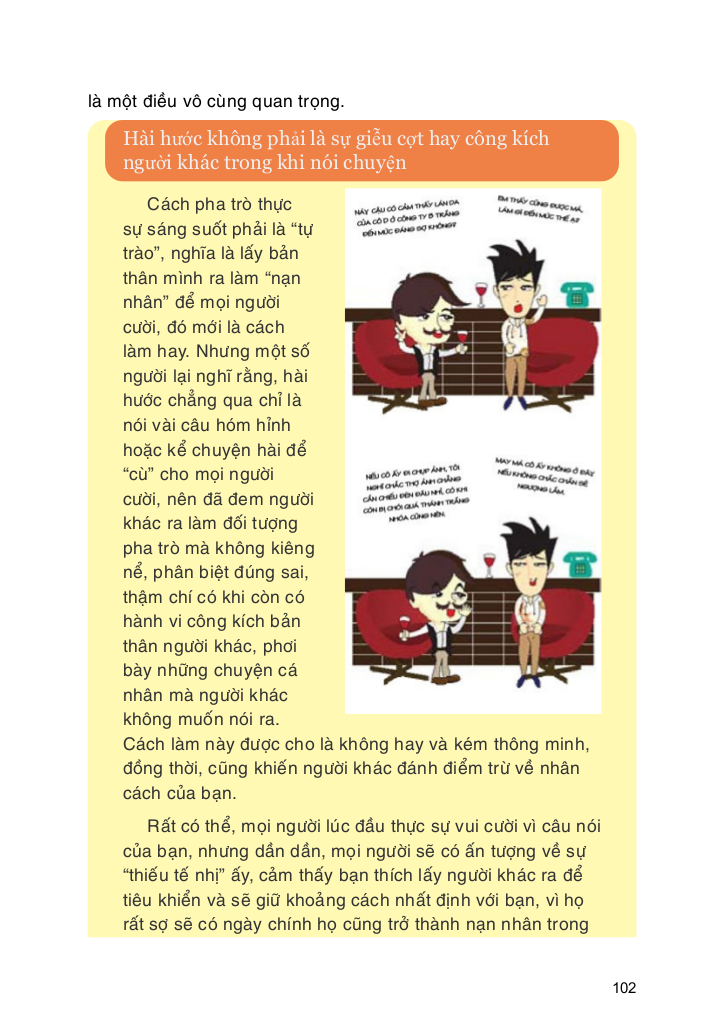 là một điều vô cùng quan trọng.
Hài hước không phải là sự giễu cợt hay công kích
người khác trong khi nói chuyện
Cách pha trò thực
sự sáng suốt phải là “tự
trào”, nghĩa là lấy bản
thân mình ra làm “nạn
nhân” để mọi người
cười, đó mới là cách
làm hay. Nhưng một số
người lại nghĩ rằng, hài
hước chẳng qua chỉ là
nói vài câu hóm hỉnh
hoặc kể chuyện hài để
“cù” cho mọi người
cười, nên đã đem người
khác ra làm đối tượng
pha trò mà không kiêng
nể, phân biệt đúng sai,
thậm chí có khi còn có
hành vi công kích bản
thân người khác, phơi
bày những chuyện cá
nhân mà người khác
không muốn nói ra.
NÀY CẬU CÓ CẢM THẤY LÀN DA
CỦA CÔ D Ở CÔNG TY B TRẮNG
ĐẾN MỨC ĐÁNG SỢ KHÔNG?
EM THẤY CŨNG ĐƯỢC MÀ,
LÀM GÌ ĐẾN MỨC THẾ Ạ?
NẾU CÔ ẤY ĐI CHỤP ẢNH, TÔI
NGHĨ CHẮC THỢ ẢNH CHẲNG
CẦN CHIẾU ĐÈN ĐÂU NHỈ, CÓ KHI
CÒN BỊ CHÓI QUÁ THÀNH TRẮNG
NHÒA CŨNG NÊN.
MAY MÀ CÔ ẤY KHÔNG Ở ĐÂY
NẾU KHÔNG CHẮC CHẮN SẼ
NGƯỢNG LẮM.
Cách làm này được cho là không hay và kém thông minh,
đồng thời, cũng khiến người khác đánh điểm trừ về nhân
cách của bạn.
Rất có thể, mọi người lúc đầu thực sự vui cười vì câu nói
của bạn, nhưng dần dần, mọi người sẽ có ấn tượng về sự
“thiếu tế nhị” ấy, cảm thấy bạn thích lấy người khác ra để
tiêu khiển và sẽ giữ khoảng cách nhất định với bạn, vì họ
rất sợ sẽ có ngày chính họ cũng trở thành nạn nhân trong
102